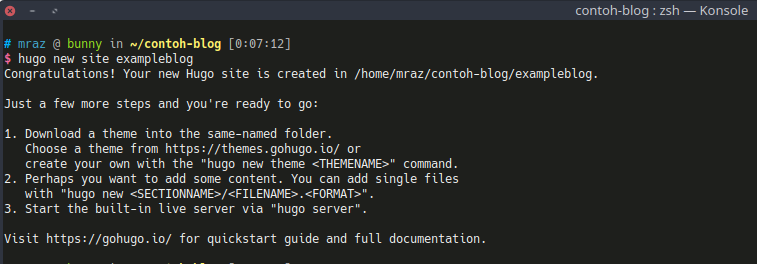 contoh-blog : zsh — Konsole
# mraz @ bunny in ~/contoh-blog [0:07:12]
$ hugo new site exampleblog
Congratulations! Your new Hugo site is created in /home/mraz/contoh-blog/exampleblog.
Just a few more steps and you're ready to go:
1. Download a theme into the same-named folder.
Choose a theme from https://themes.gohugo.io/ or
create your own with the "hugo new theme <THEMENAME>" command.
2. Perhaps you want to add some content. You can add single files
with "hugo new <SECTIONNAME>/<FILENAME>.<FORMAT>".
3. Start the built-in live server via "hugo server".
Visit https://gohugo.io/ for quickstart guide and full documentation.